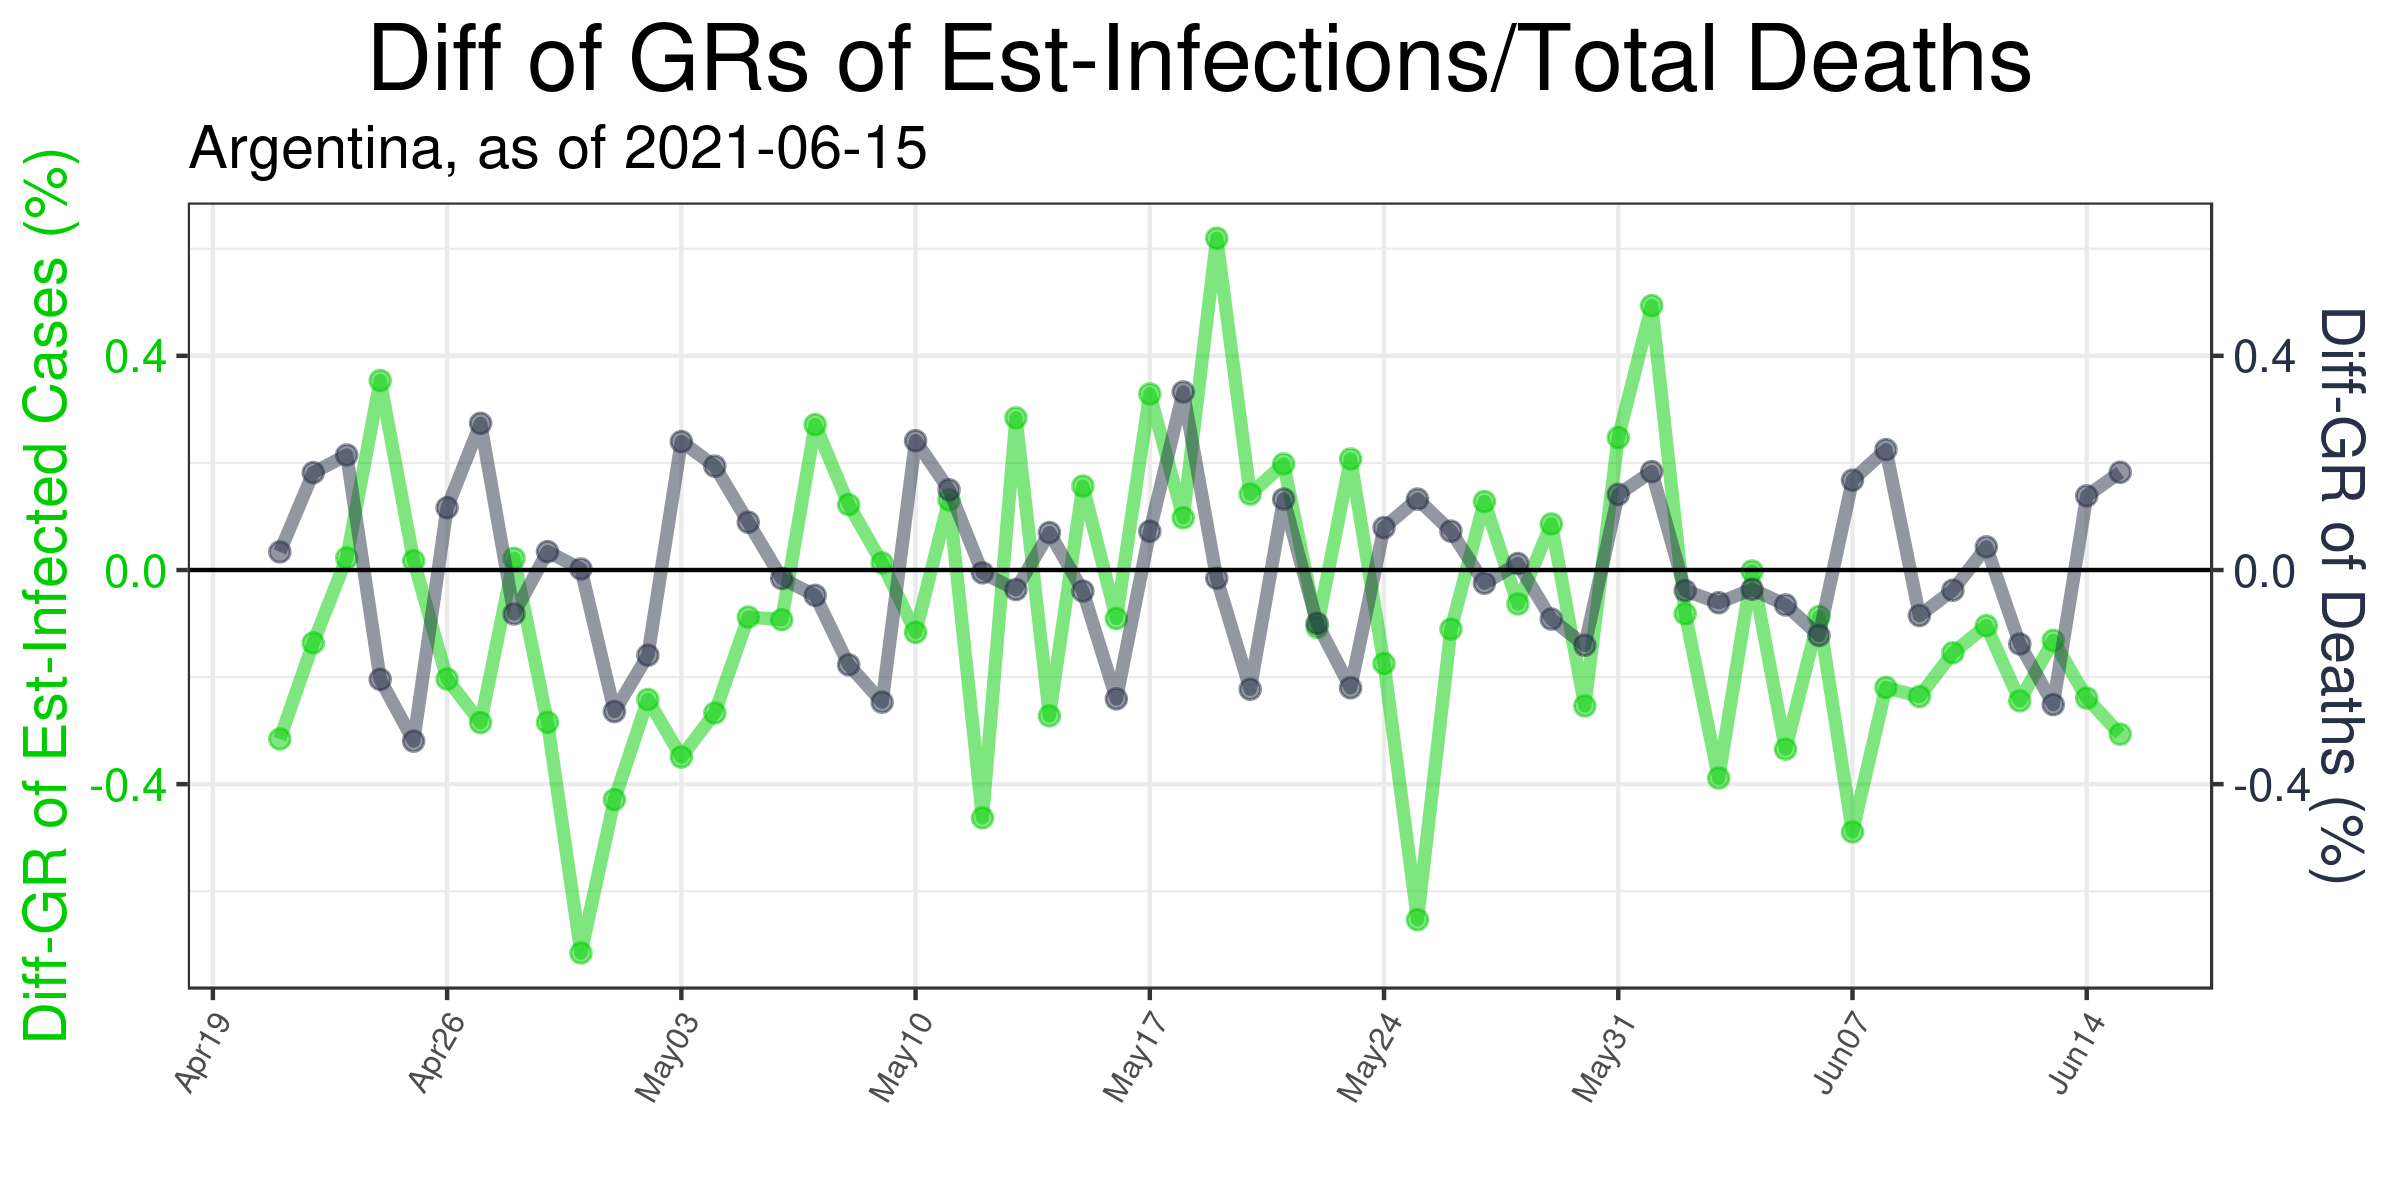 Diff of GRs of Est-Infections/Total Deaths
Argentina, as of 2021-06-15
Diff-GR of Est-Infected Cases (%)
0.4
0.0
-0.4
0.4
0.0
-0.4
Diff-GR of Deaths (%)
Apr19
Apr26
May03
May10
May17
May24
May31
Jun07
Jun14